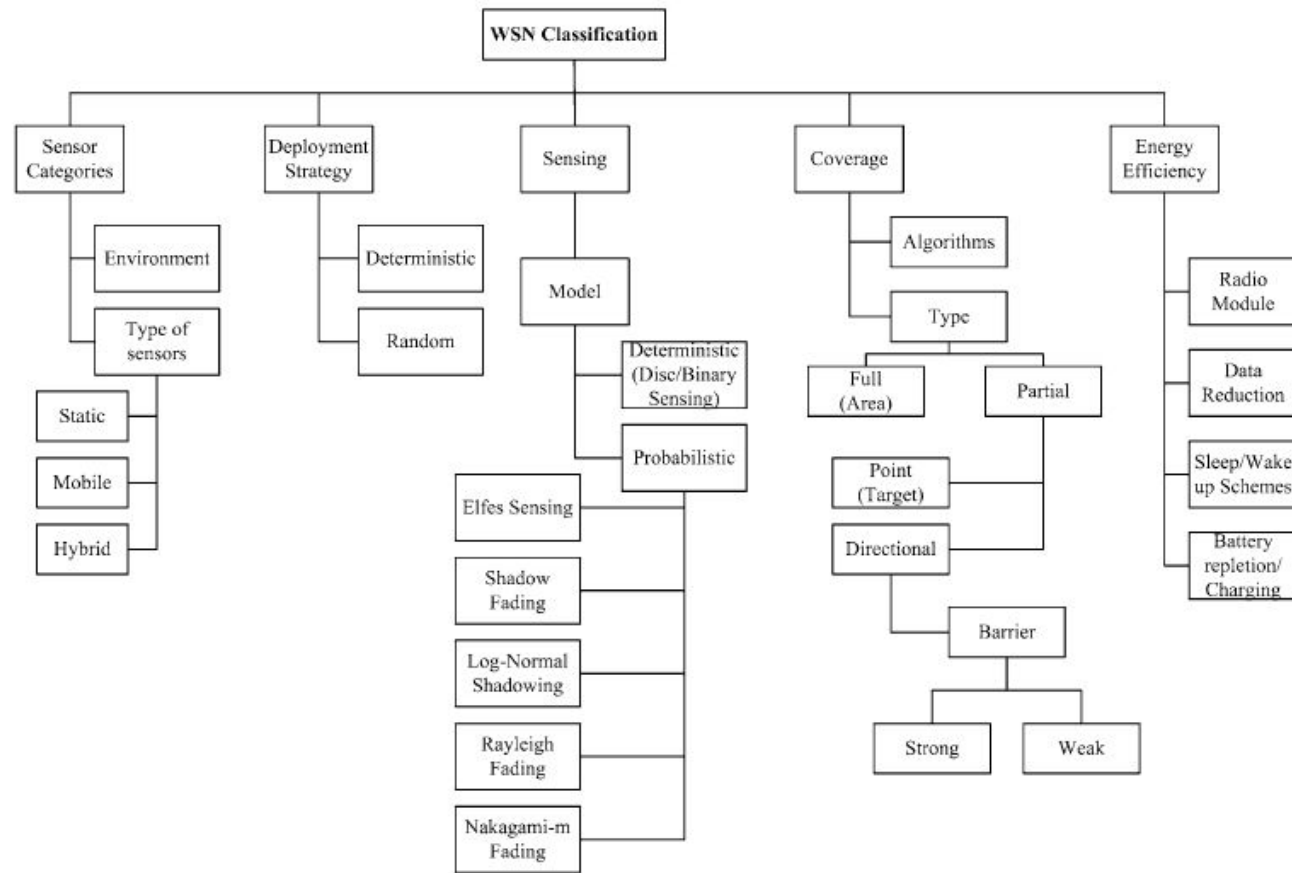 WSN Classification
Sensor
Categories
Deployment
Strategy
Sensing
Coverage
Energy
Efficiency
Environment
Type of
sensors
Static
Mobile
Hybrid
Deterministic
Random
Model
Deterministic
(Disc/Binary
Sensing)
Probabilistic
Elfes Sensing
Shadow
Fading
Log-Normal
Shadowing
Rayleigh
Fading
Nakagami-m
Fading
Algorithms
Type
Full
(Area)
Partial
Point
(Target)
Directional
Barrier
Strong
Weak
Radio
Module
Data
Reduction
Sleep/Wake
up Schemes
Battery
repletion/
Charging